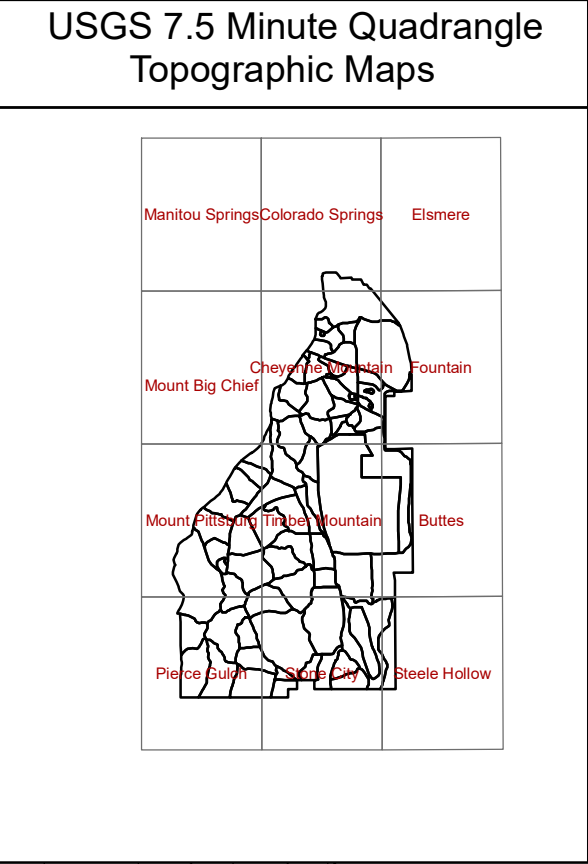 USGS 7.5 Minute Quadrangle
Topographic Maps
Manitou Springs
Colorado Springs
Elsmere
Cheyenne Mountain
Fountain
Mount Big Chief
Mount Pittsburg
Timber Mountain
Buttes
Pierce Gulch
Stone City
Steele Hollow